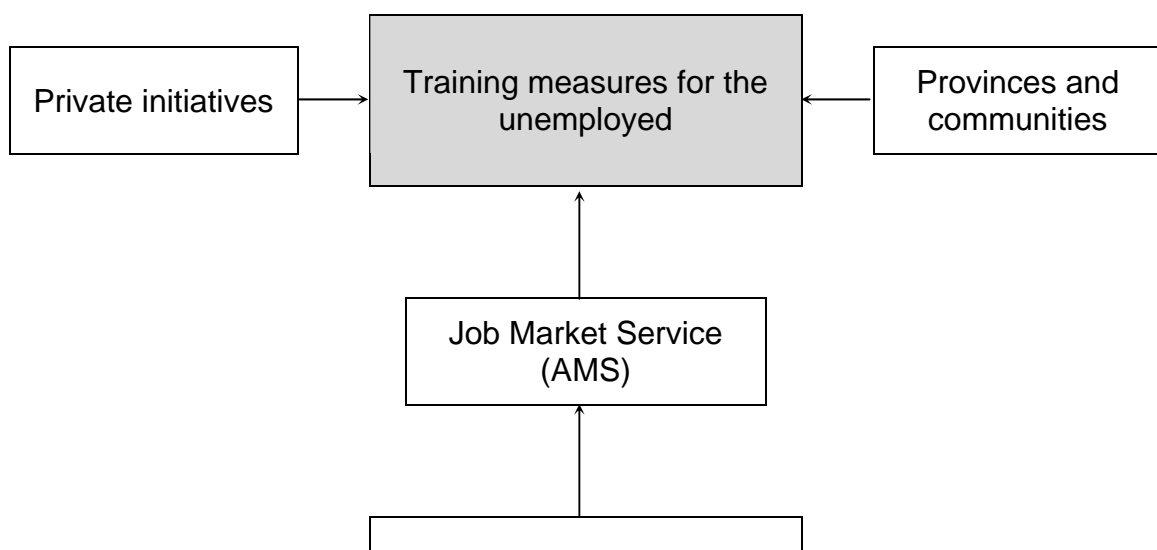 Private initiatives
Training measures for the
unemployed
Provinces and
communities
Job Market Service
(AMS)